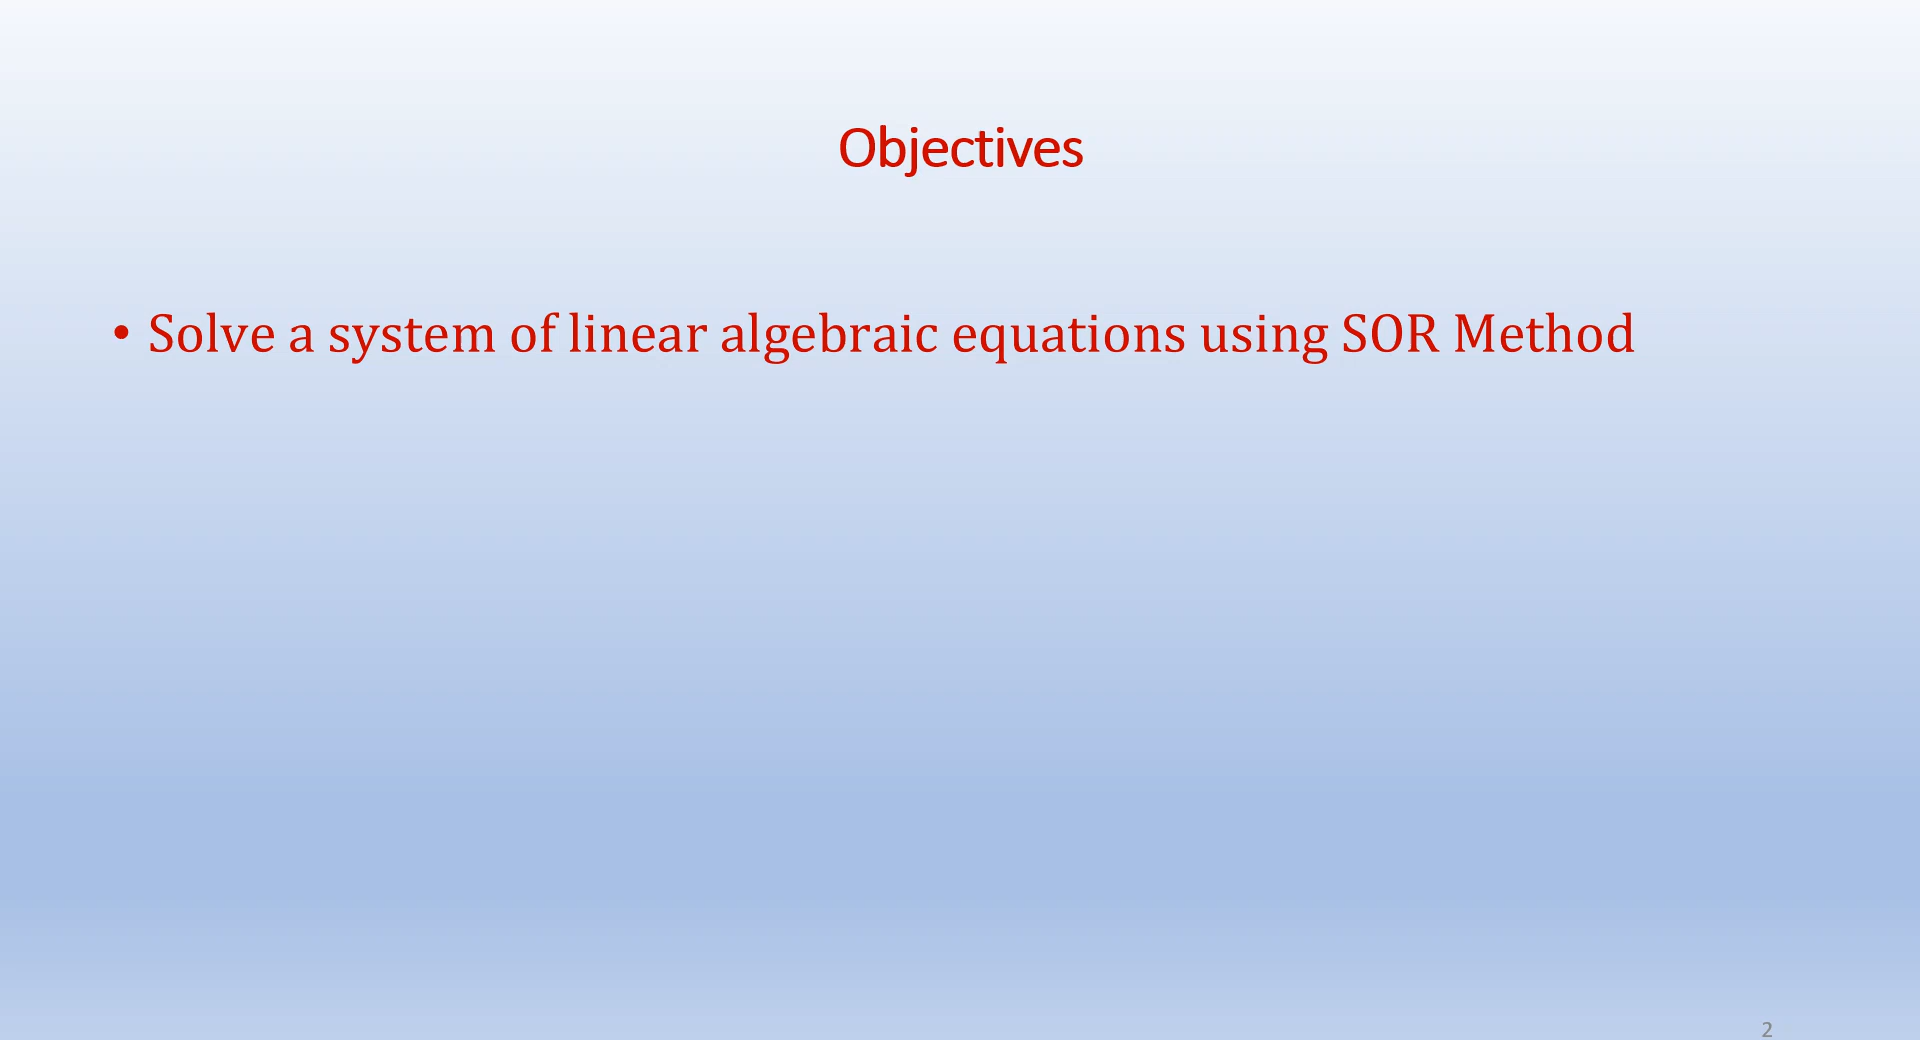 Objectives
• Solve a system of linear algebraic equations using SOR Method
2